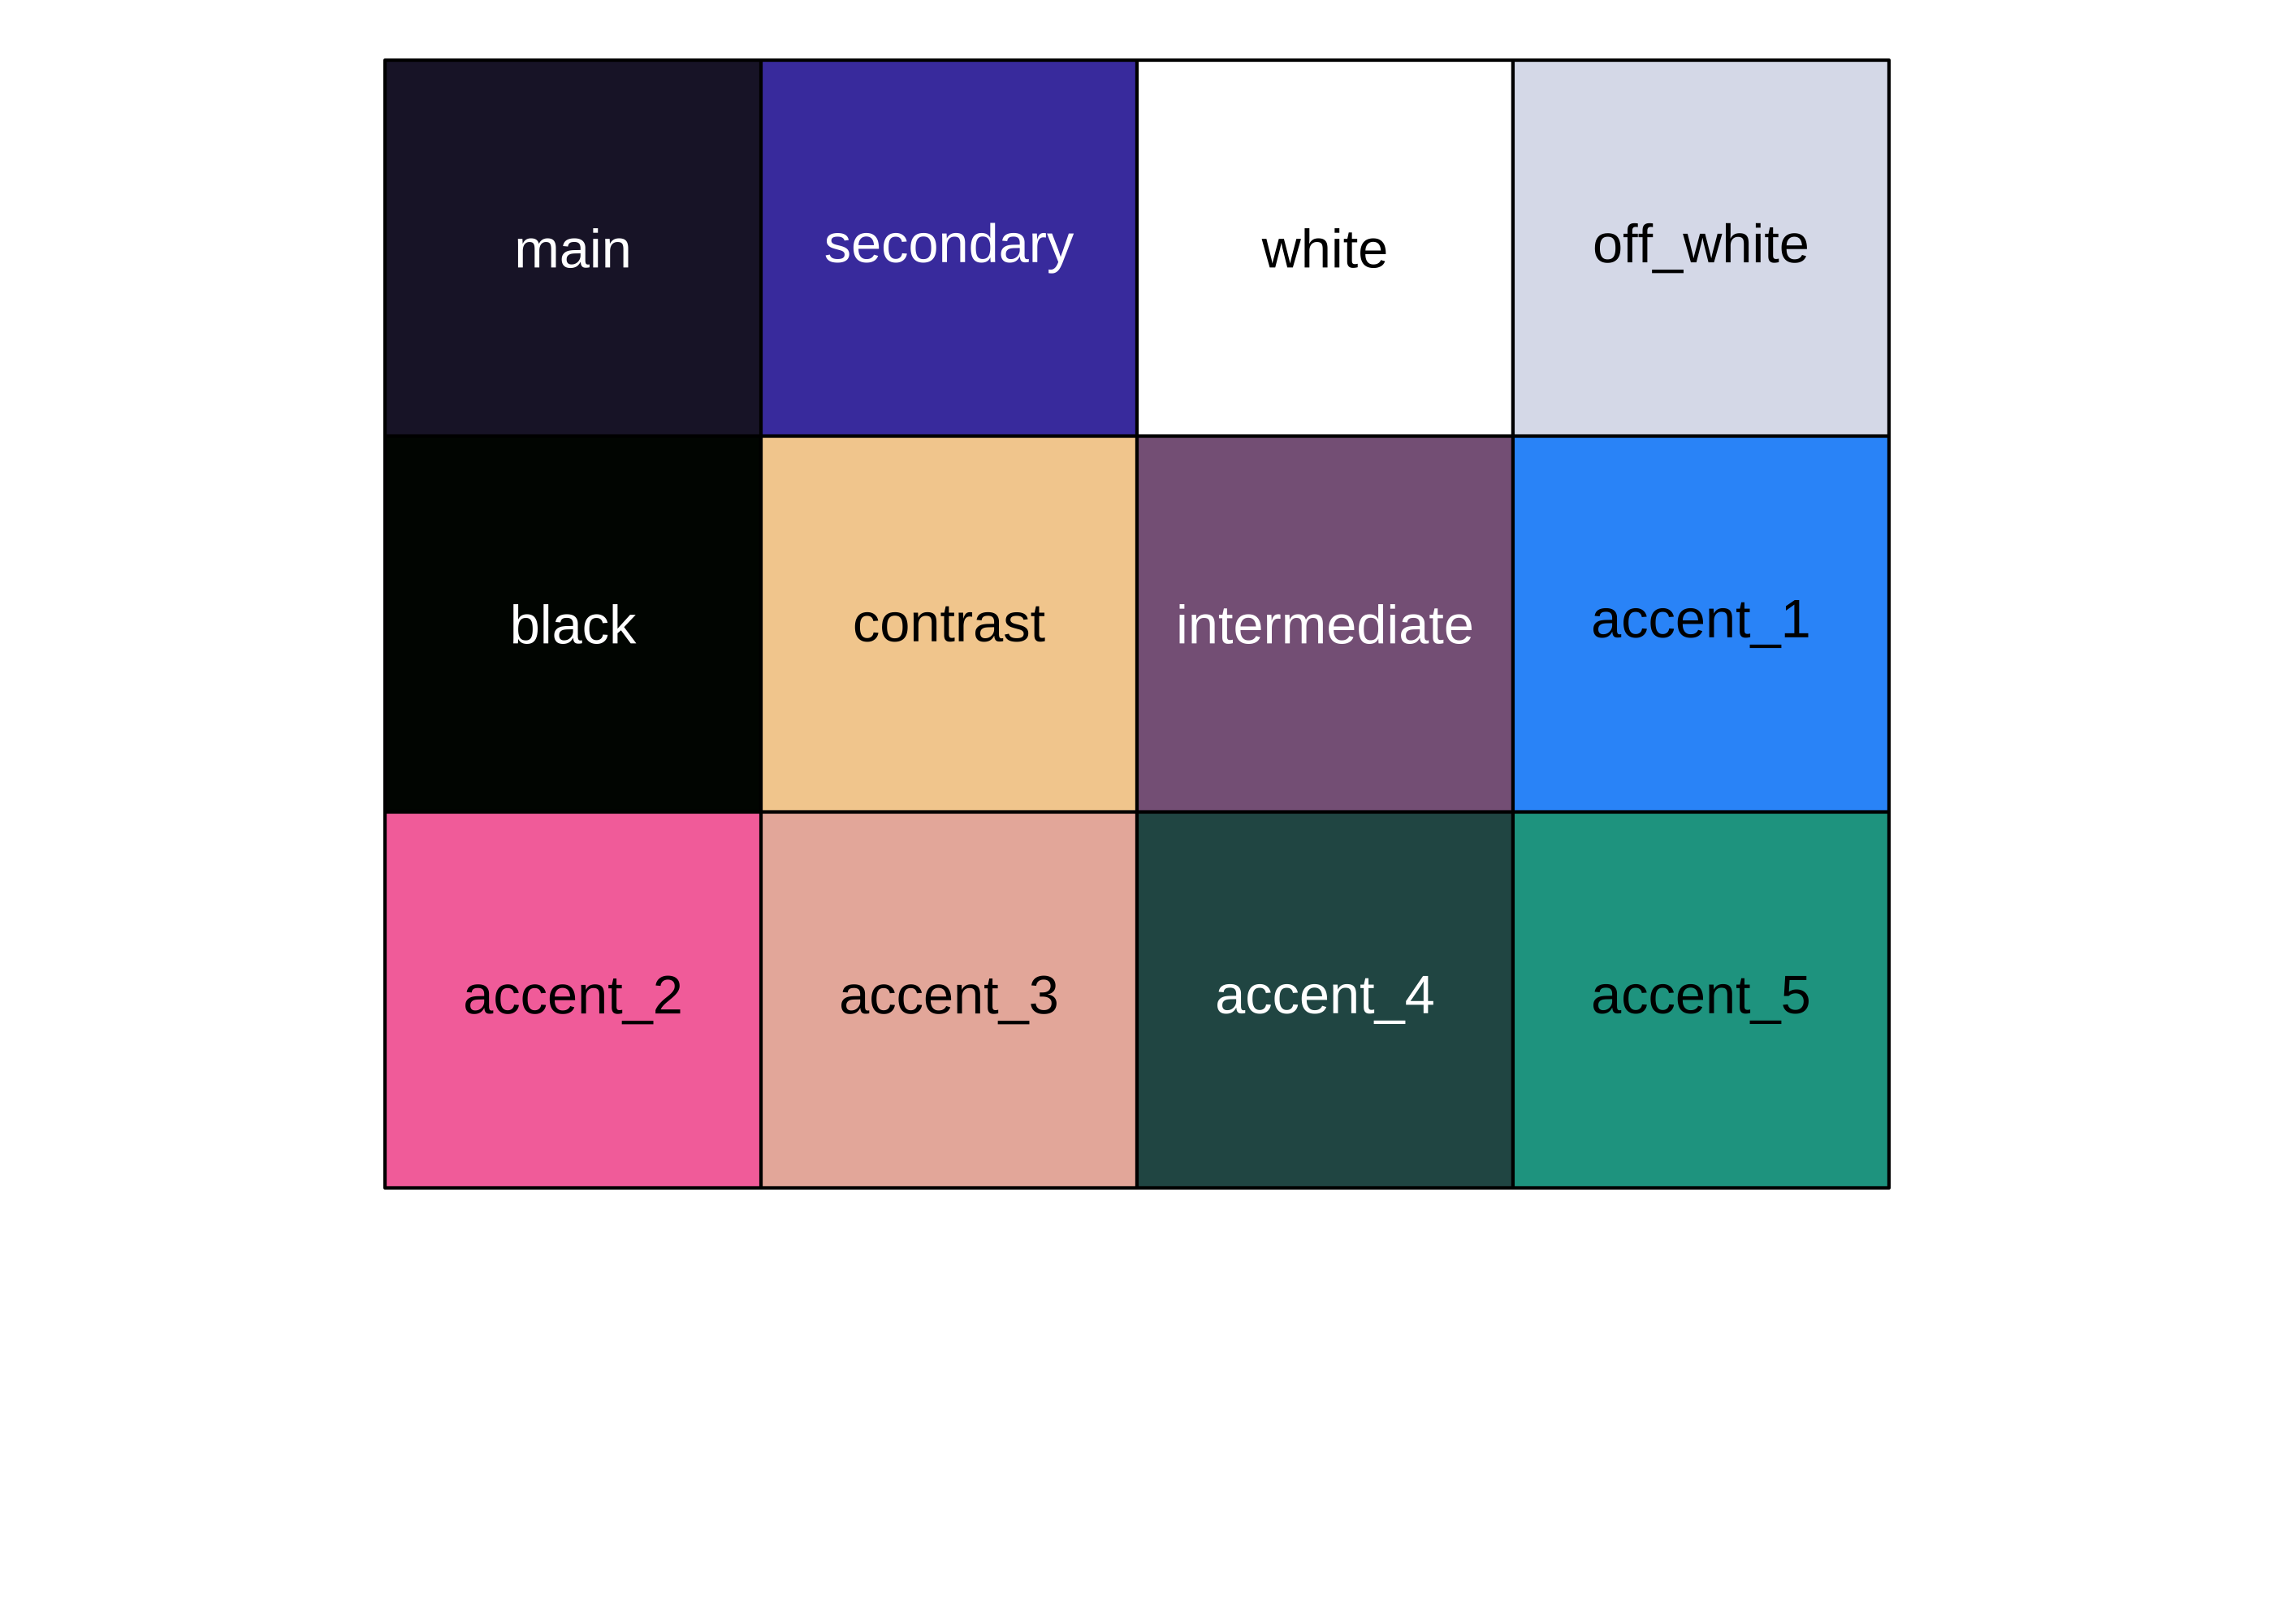 main
secondary
white
off_white
black
contrast
intermediate
accent_1
accent_2
accent_3
accent_4
accent_5